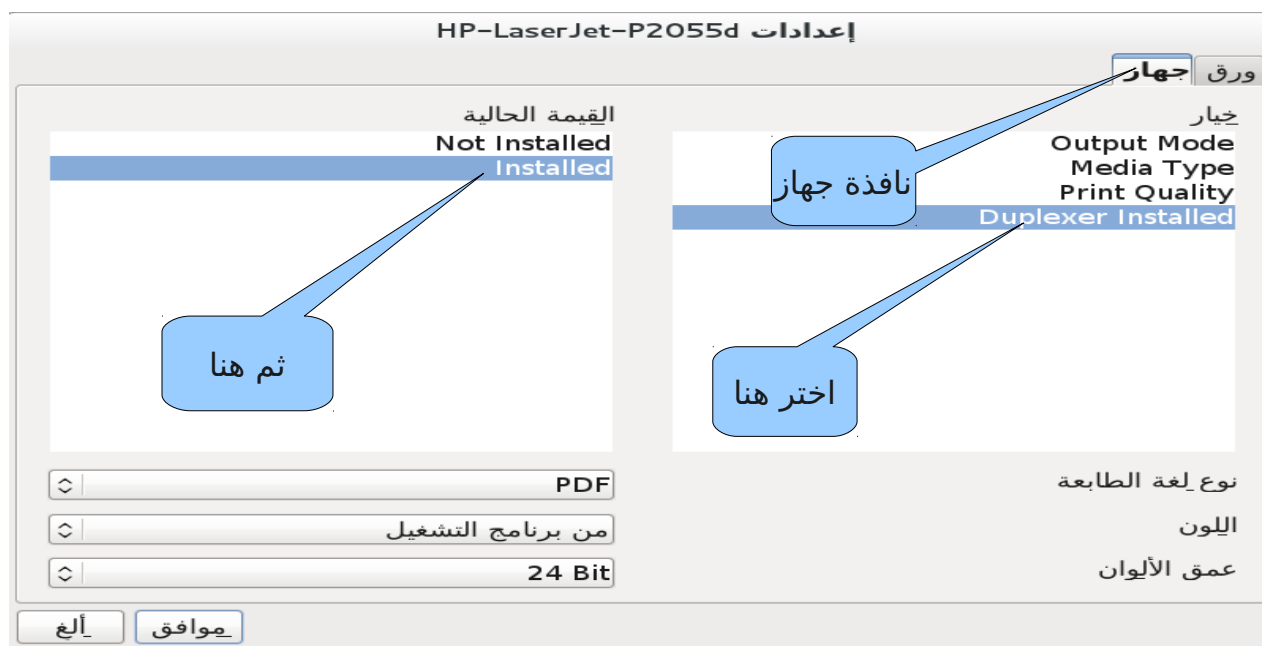 إعدادات HP-LaserJet-P2055d
ورق
جهاز
خيار
Output Mode
Media Type
Print Quality
Duplexer Installed
القيمة الحالية
Not Installed
Installed
نافذة جهاز
اختر هنا
ثم هنا
نوع لغة الطابعة
PDF
اللون
من برنامج التشغيل
عمق الألوان
24 Bit
موافق
ألغ